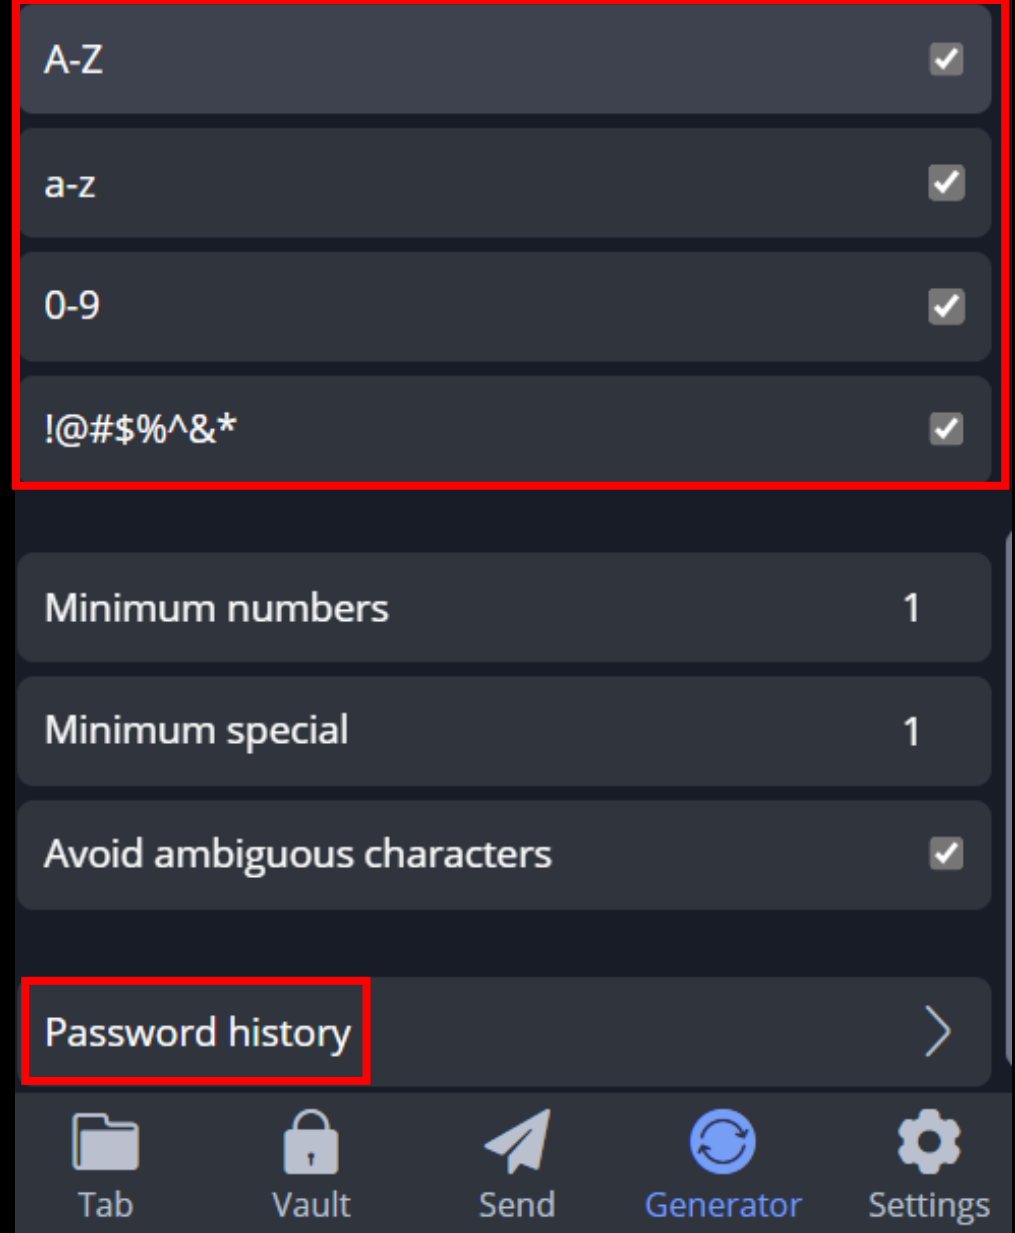 A-Z
a-z
0-9
!@#$%^&*
Minimum numbers 1
Minimum special 1
Avoid ambiguous characters
Password history
Tab Vault Send Generator Settings